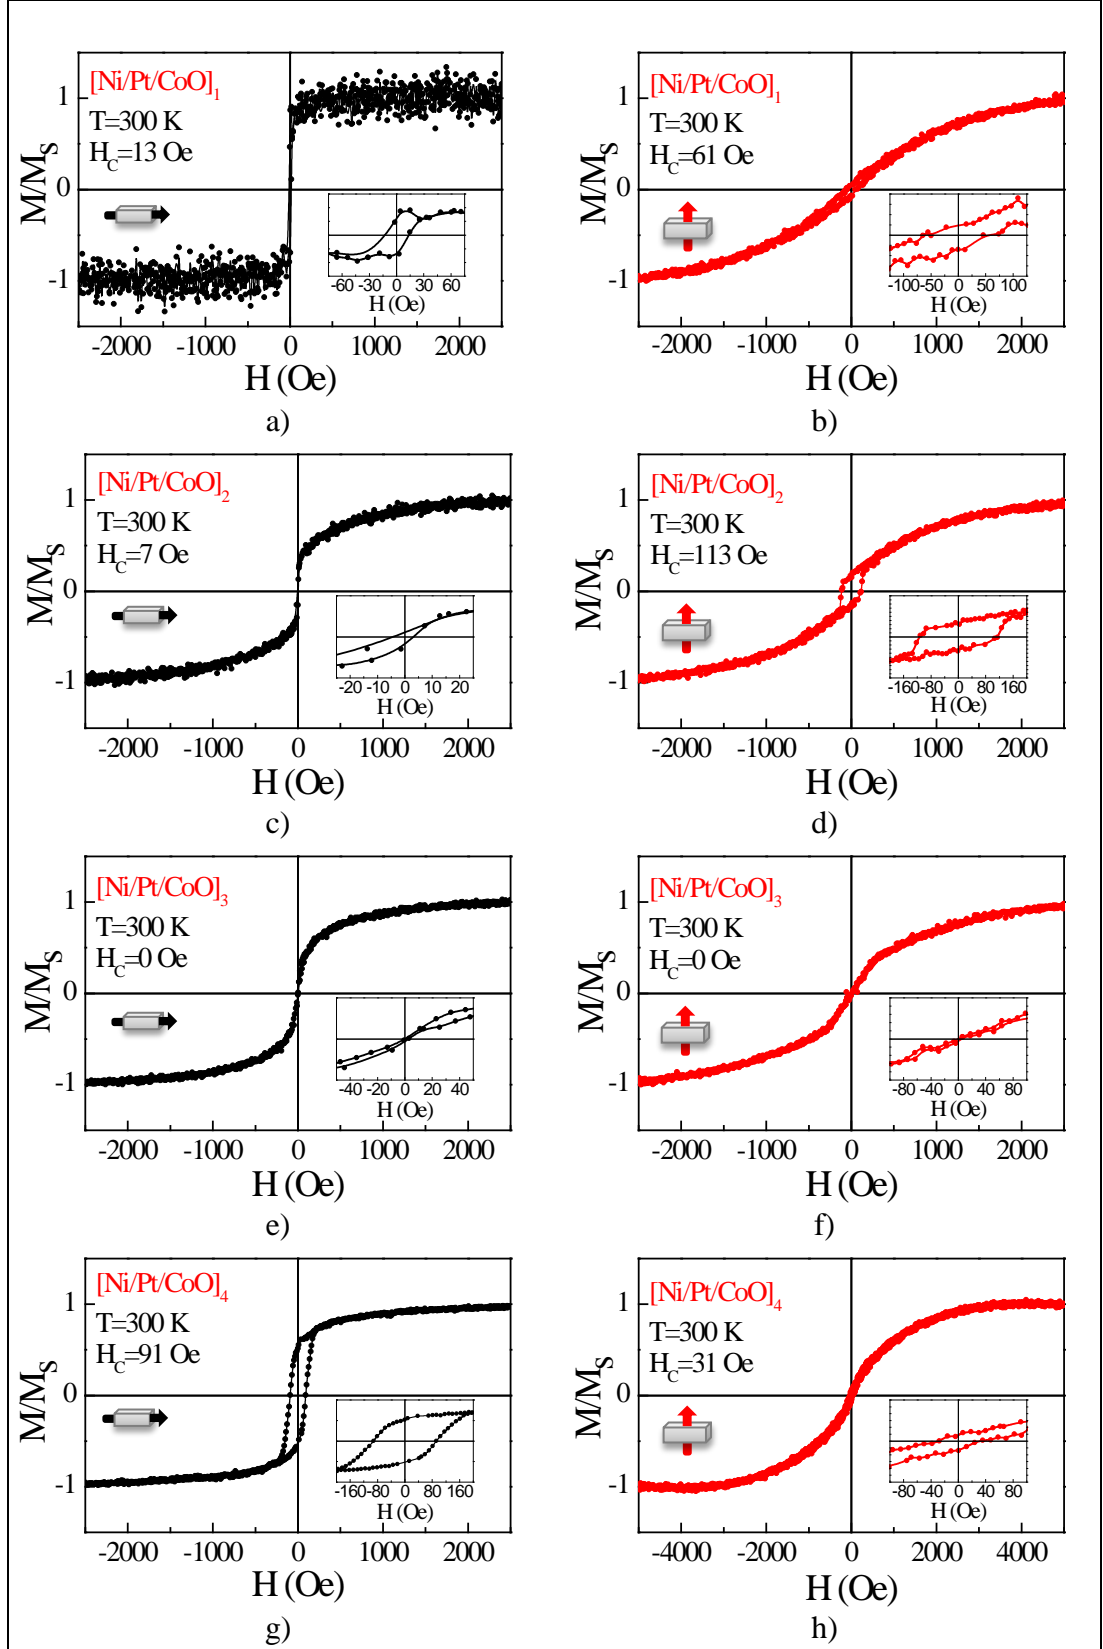 [Ni/Pt/CoO]1
T=300 K
HC=13 Oe
M/MS
1
0
-1
-60 -30 0 30 60
H (Oe)
-2000 -1000 0 1000 2000
H (Oe)
a)
[Ni/Pt/CoO]1
T=300 K
HC=61 Oe
M/MS
1
0
-1
-100 -50 0 50 100
H (Oe)
-2000 -1000 0 1000 2000
H (Oe)
b)
[Ni/Pt/CoO]2
T=300 K
HC=7 Oe
M/MS
1
0
-1
-20 -10 0 10 20
H (Oe)
-2000 -1000 0 1000 2000
H (Oe)
c)
[Ni/Pt/CoO]2
T=300 K
HC=113 Oe
M/MS
1
0
-1
-160 -80 0 80 160
H (Oe)
-2000 -1000 0 1000 2000
H (Oe)
d)
[Ni/Pt/CoO]3
T=300 K
HC=0 Oe
M/MS
1
0
-1
-40 -20 0 20 40
H (Oe)
-2000 -1000 0 1000 2000
H (Oe)
e)
[Ni/Pt/CoO]3
T=300 K
HC=0 Oe
M/MS
1
0
-1
-80 -40 0 40 80
H (Oe)
-2000 -1000 0 1000 2000
H (Oe)
f)
[Ni/Pt/CoO]4
T=300 K
HC=91 Oe
M/MS
1
0
-1
-160 -80 0 80 160
H (Oe)
-2000 -1000 0 1000 2000
H (Oe)
g)
[Ni/Pt/CoO]4
T=300 K
HC=31 Oe
M/MS
1
0
-1
-80 -40 0 40 80
H (Oe)
-4000 -2000 0 2000 4000
H (Oe)
h)